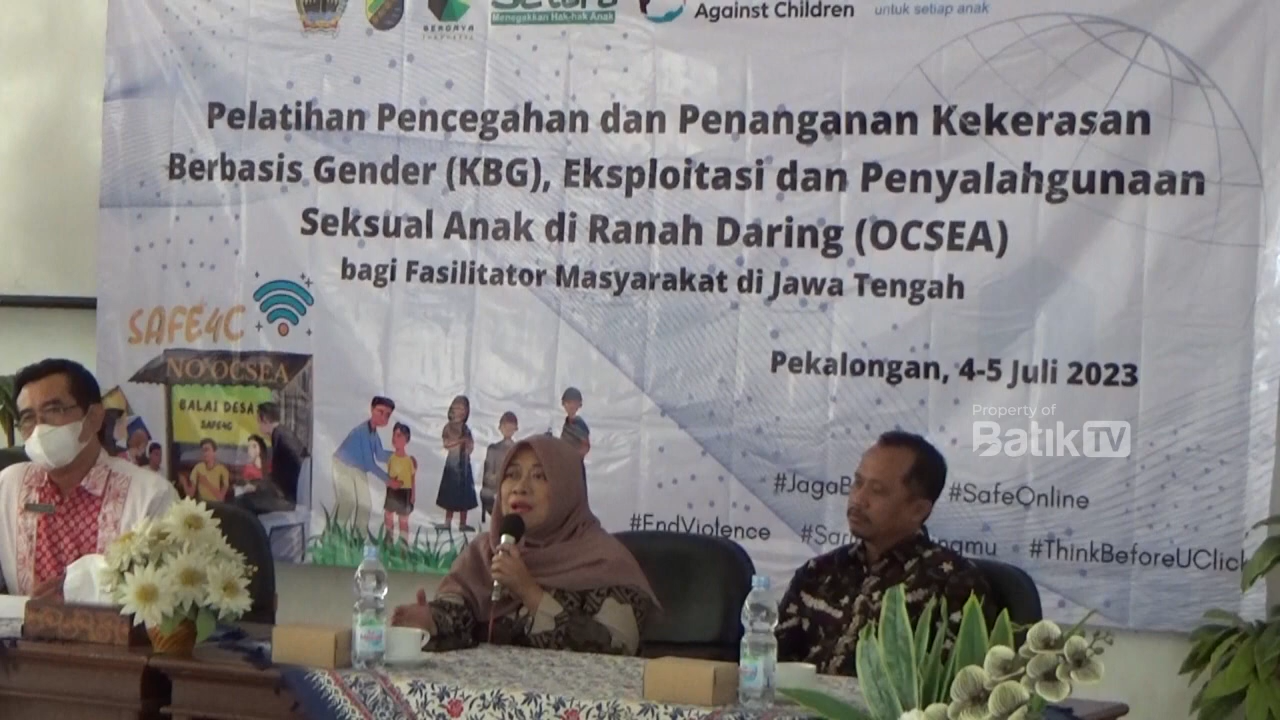 BERDAYA
Setara
Menegakkan Hak-hak Anak
Against Children
untuk setiap anak
Pelatihan Pencegahan dan Penanganan Kekerasan
Berbasis Gender (KBG), Eksploitasi dan Penyalahgunaan
Seksual Anak di Ranah Daring (OCSEA)
bagi Fasilitator Masyarakat di Jawa Tengah
SAFE4C
NO OCSEA
BALAI DESA
SAFE4C
Pekalongan, 4-5 Juli 2023
Property of
BatikTV
#SafeOnline
#EndViolence
#ThinkBeforeUClick